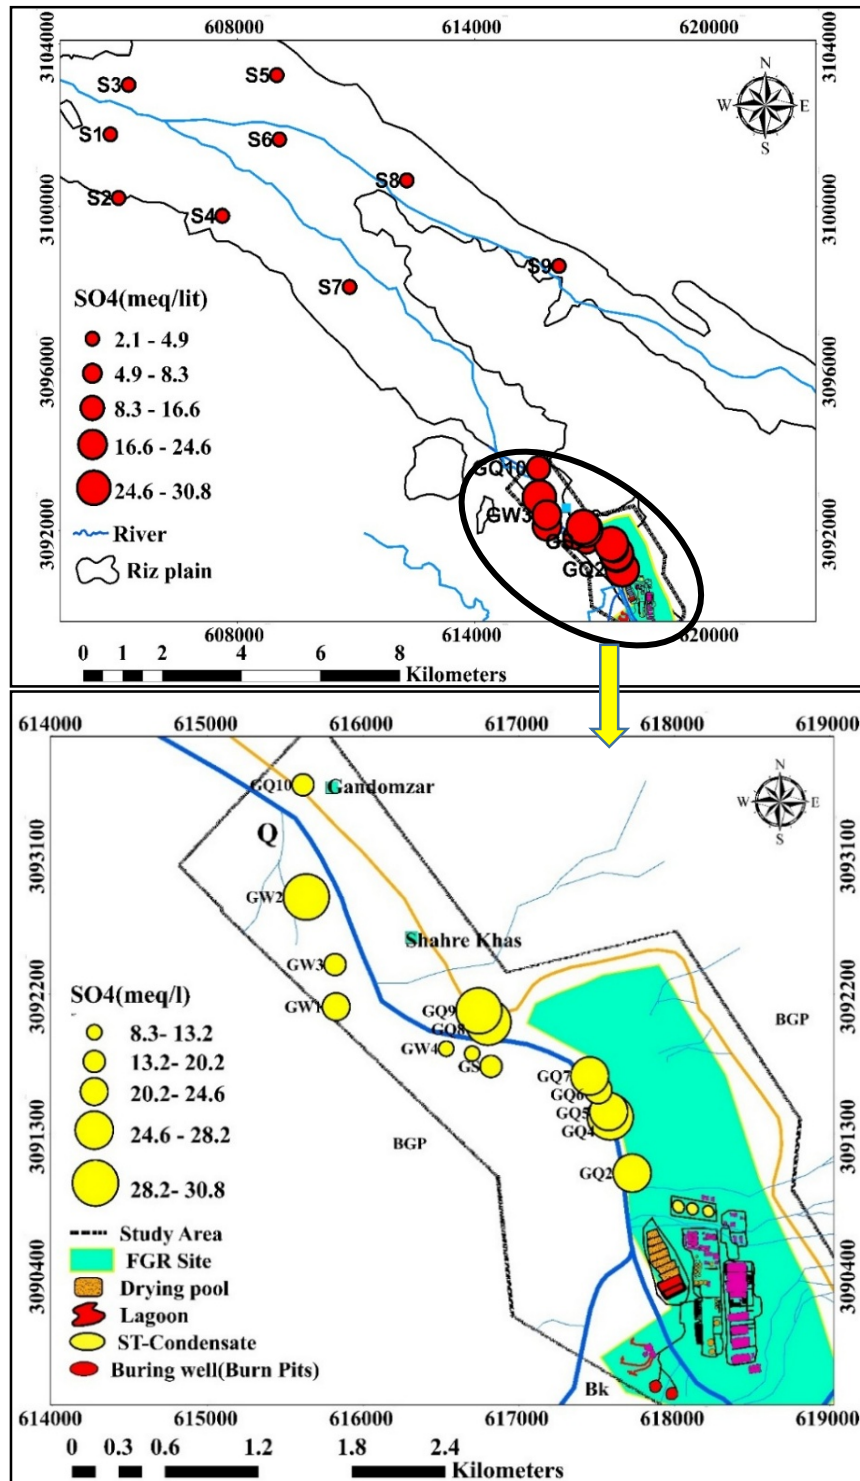 608000 614000 620000
3104000
3104000
N
W E
S
S3
S5
S1
S6
S8
S2
S4
3100000
3100000
S9
S7
SO4(meq/lit)
2.1 - 4.9
4.9 - 8.3
8.3 - 16.6
16.6 - 24.6
24.6 - 30.8
River
Riz plain
3096000
3096000
GQ10
GW3
GQ2
3092000
3092000
608000 614000 620000
0 1 2 4 6 8
Kilometers
614000 615000 616000 617000 618000 619000
N
W E
S
GQ10
Gandomzar
Q
3093100
3093100
GW2
Shahre Khas
GW3
GW1
GQ9
GQ8
GW4
GS
BGP
3092200
3092200
GQ7
GQ6
GQ5
GQ4
BGP
GQ2
3091300
3091300
SO4(meq/l)
8.3- 13.2
13.2 - 20.2
20.2 - 24.6
24.6 - 28.2
28.2- 30.8
Study Area
FGR Site
Drying pool
Lagoon
ST-Condensate
Buring well(Burn Pits)
3090400
3090400
Bk
614000 615000 616000 617000 618000 619000
0 0.3 0.6 1.2 1.8 2.4
Kilometers